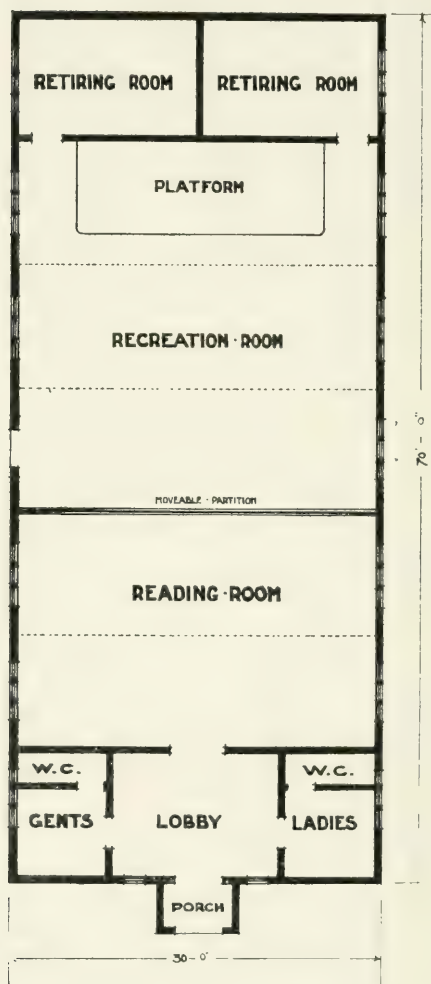 RETIRING ROOM
RETIRING ROOM
PLATFORM
RECREATION · ROOM
70' - 0"
MOVEABLE · PARTITION
READING · ROOM
W.C.
W.C.
GENTS
LOBBY
LADIES
PORCH
30 - 0"